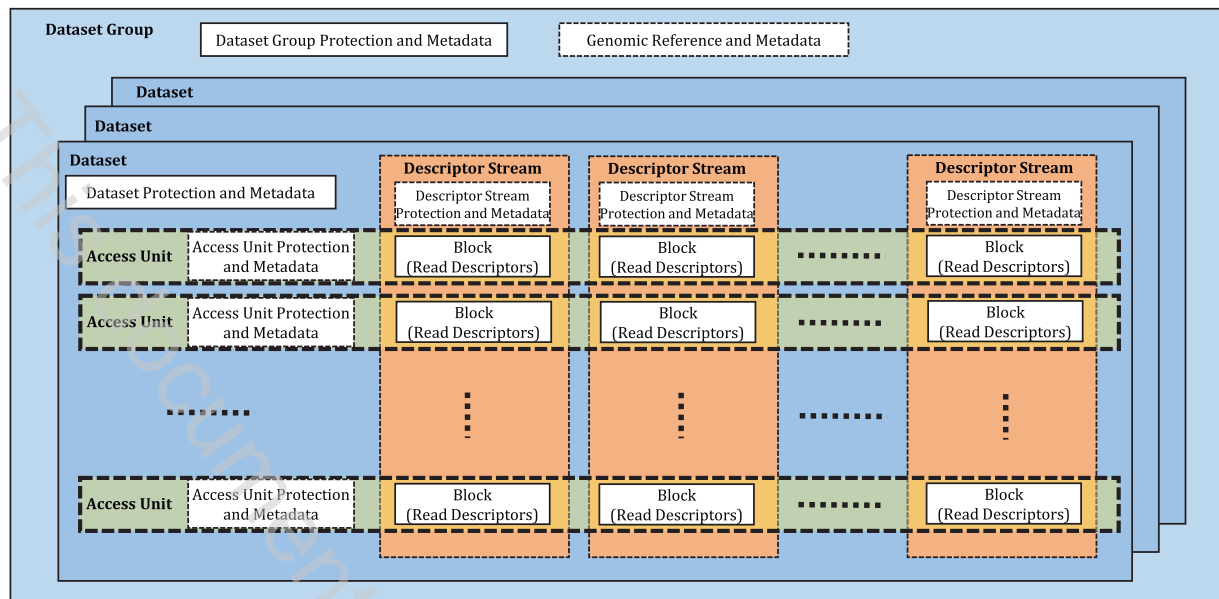 Dataset Group
Dataset Group Protection and Metadata
Genomic Reference and Metadata
Dataset
Dataset
Dataset
Dataset Protection and Metadata
Descriptor Stream
Descriptor Stream
Protection and Metadata
Descriptor Stream
Descriptor Stream
Protection and Metadata
Descriptor Stream
Descriptor Stream
Protection and Metadata
Access Unit
Access Unit Protection
and Metadata
Block
(Read Descriptors)
Block
(Read Descriptors)
Block
(Read Descriptors)
Access Unit
Access Unit Protection
and Metadata
Block
(Read Descriptors)
Block
(Read Descriptors)
Block
(Read Descriptors)
Access Unit
Access Unit Protection
and Metadata
Block
(Read Descriptors)
Block
(Read Descriptors)
Block
(Read Descriptors)
This document